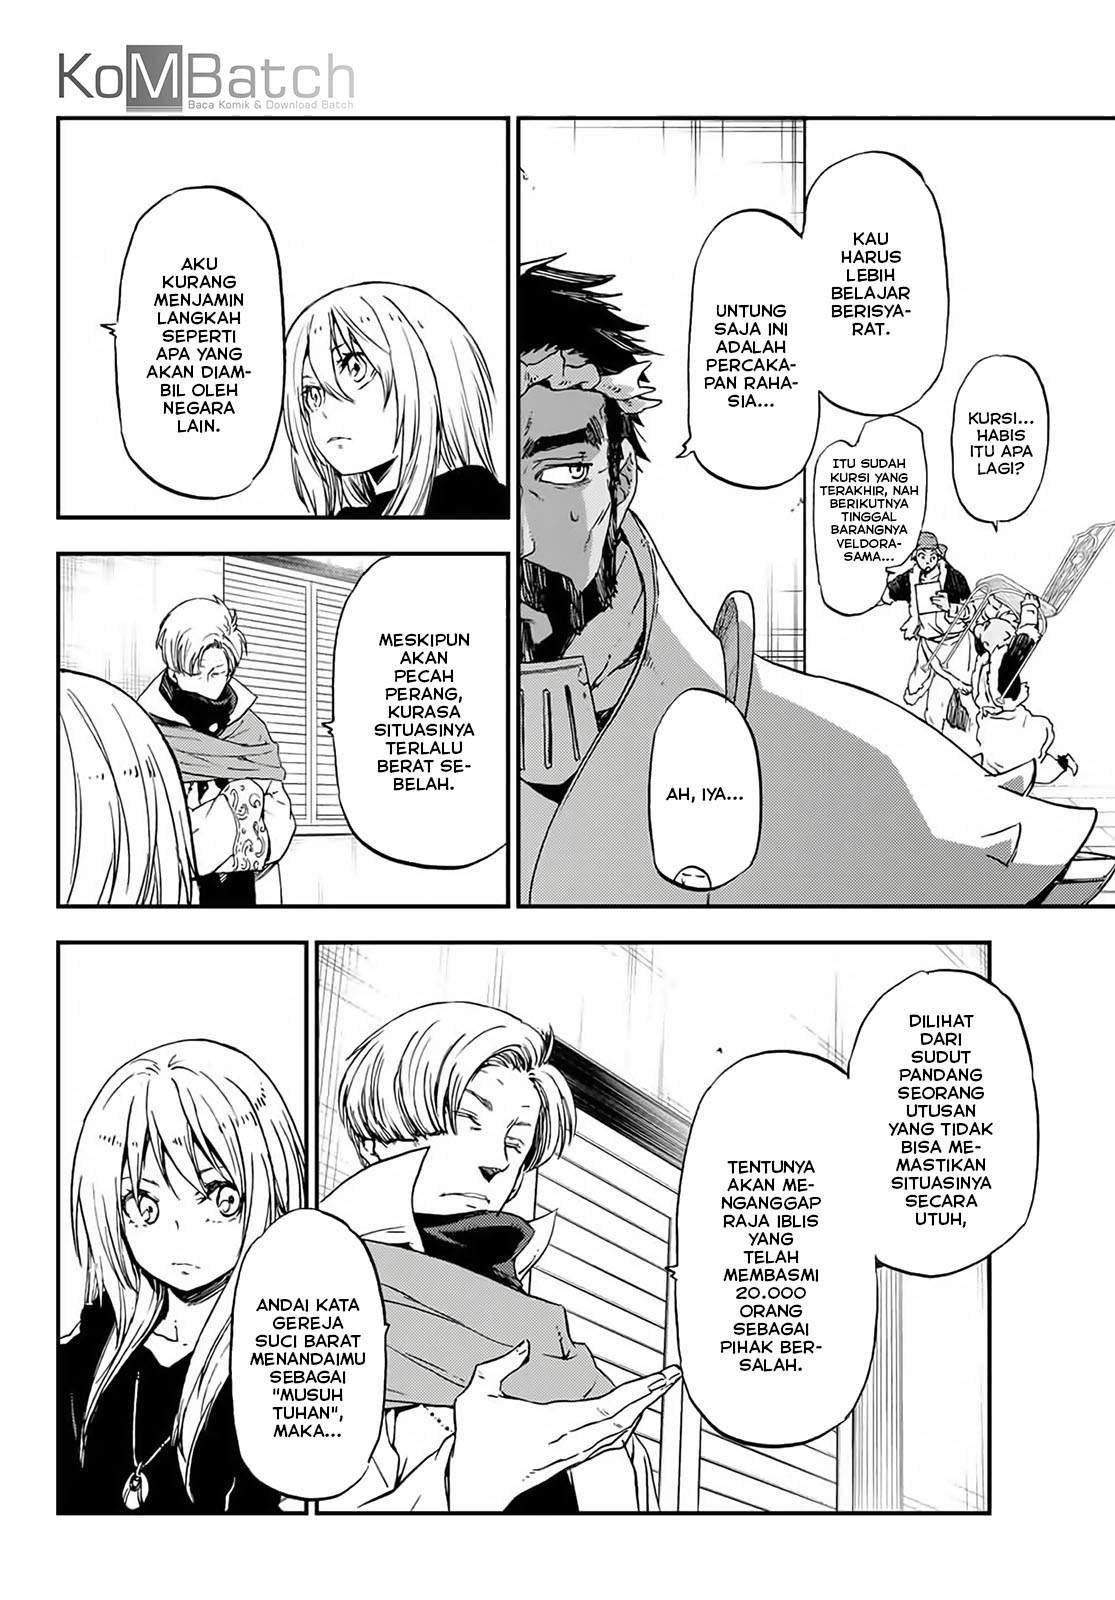 KoMBatch
Baca Komik & Download Batch
KAU
HARUS
LEBIH
BELAJAR
BERISYA-
RAT.
UNTUNG
SAJA INI
ADALAH
PERCAKA-
PAN RAHA-
SIA...
KURSI...
HABIS
ITU APA
LAGI?
ITU SUDAH
KURSI YANG
TERAKHIR, NAH
BERIKUTNYA
TINGGAL
BARANGNYA
VELDORA-
SAMA...
AH, IYA...
AKU
KURANG
MENJAMIN
LANGKAH
SEPERTI
APA YANG
AKAN DIAM-
BIL OLEH
NEGARA
LAIN.
MESKIPUN
AKAN
PECAH
PERANG,
KURASA
SITUASINYA
TERLALU
BERAT SE-
BELAH.
DILIHAT
DARI
SUDUT
PANDANG
SEORANG
UTUSAN
YANG TIDAK
BISA ME-
MASTIKAN
SITUASINYA
SECARA
UTUH,
TENTUNYA
AKAN ME-
NGANGGAP
RAJA IBLIS
YANG
TELAH
MEMBASMI
20.000
ORANG
SEBAGAI
PIHAK BER-
SALAH.
ANDAI KATA
GEREJA
SUCI BARAT
MENANDAIMU
SEBAGAI
"MUSUH
TUHAN",
MAKA...